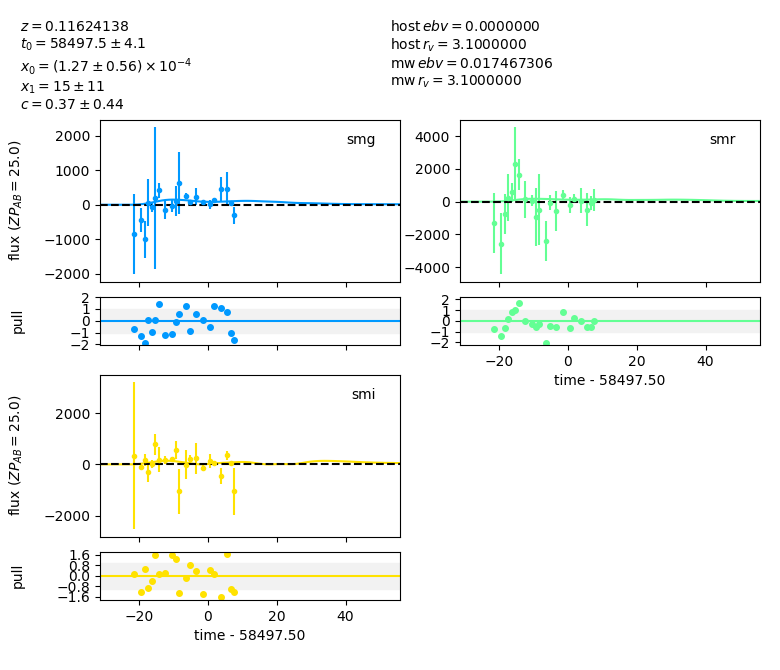 z = 0.11624138
t₀ = 58497.5 ± 4.1
x₀ = (1.27 ± 0.56) × 10⁻⁴
x₁ = 15 ± 11
c = 0.37 ± 0.44
host ebv = 0.0000000
host r_v = 3.1000000
mw ebv = 0.017467306
mw r_v = 3.1000000
smg
flux (ZP_AB = 25.0)
2000
1000
0
−1000
−2000
smr
4000
2000
0
−2000
−4000
pull
2
1
0
−1
−2
2
1
0
−1
−2
−20 0 20 40
time - 58497.50
smi
flux (ZP_AB = 25.0)
2000
0
−2000
pull
1.6
0.8
0.0
−0.8
−1.6
−20 0 20 40
time - 58497.50